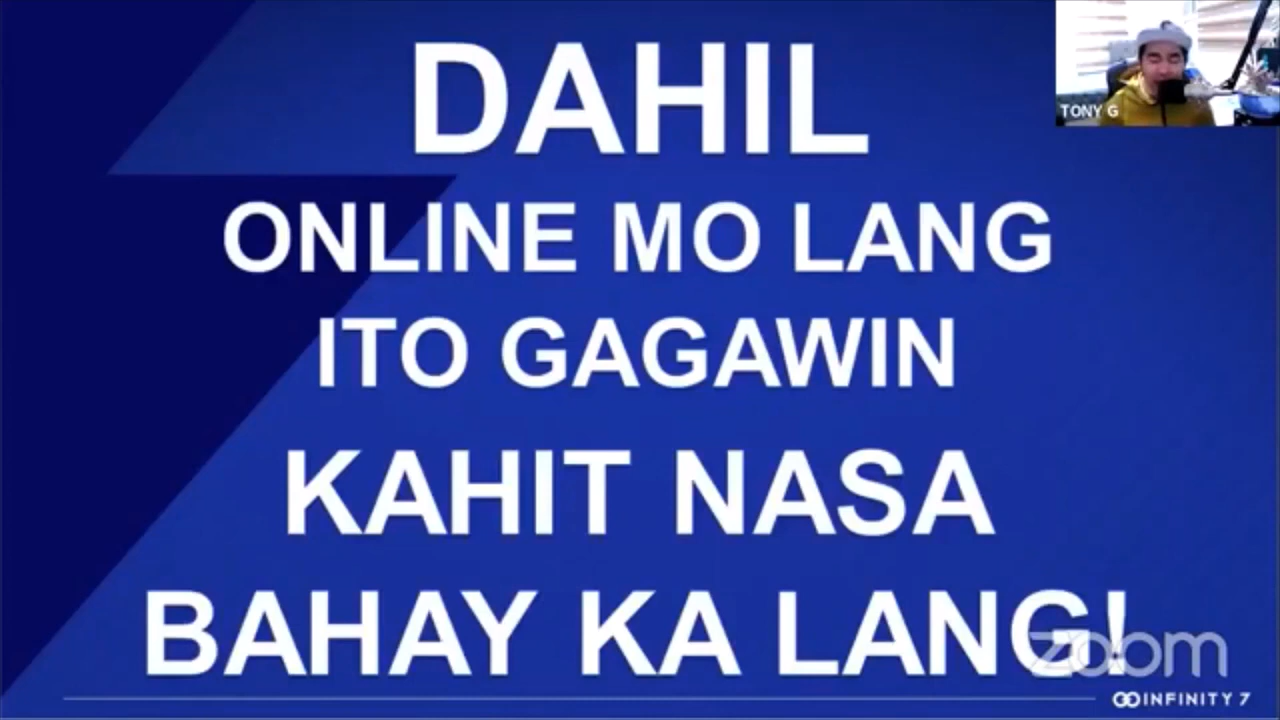 DAHIL
ONLINE MO LANG
ITO GAGAWIN
KAHIT NASA
BAHAY KA LANG!
TONY G
zoom
INFINITY 7